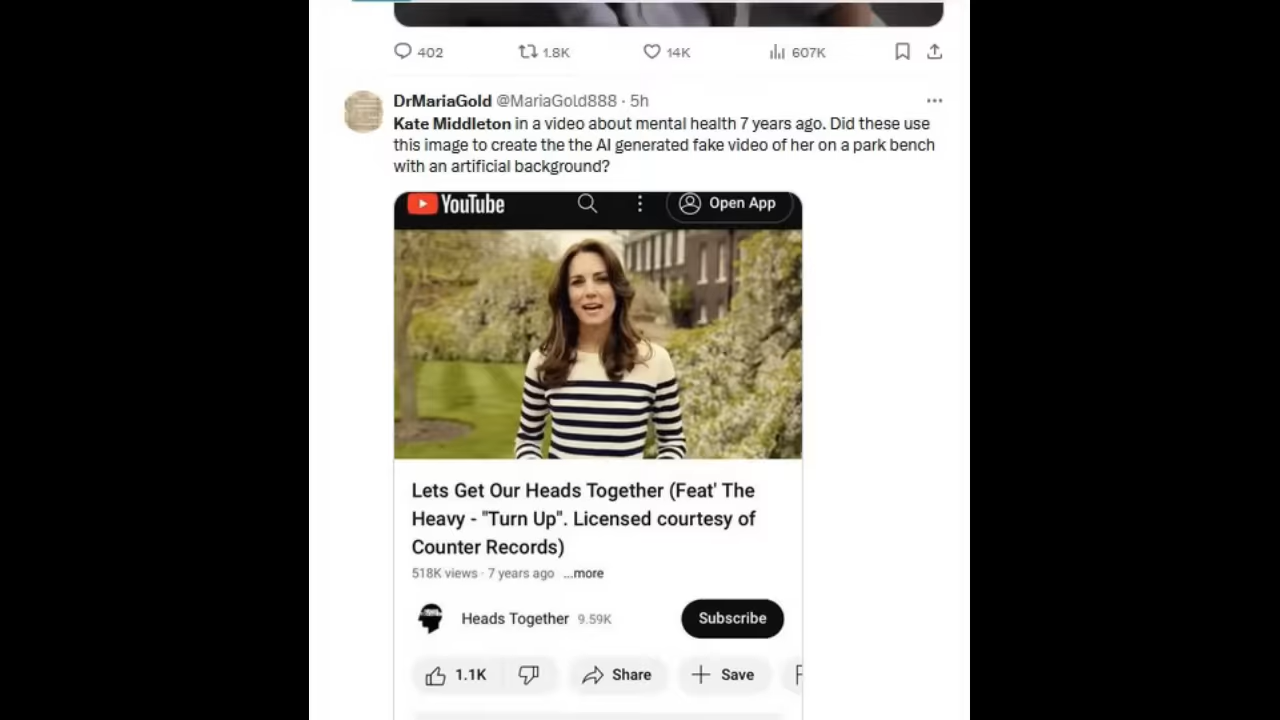 402 1.8K 14K 607K
DrMariaGold @MariaGold888 · 5h
Kate Middleton in a video about mental health 7 years ago. Did these use
this image to create the the AI generated fake video of her on a park bench
with an artificial background?
YouTube Open App
Lets Get Our Heads Together (Feat' The
Heavy - "Turn Up". Licensed courtesy of
Counter Records)
518K views · 7 years ago ...more
Heads Together 9.59K Subscribe
1.1K Share Save